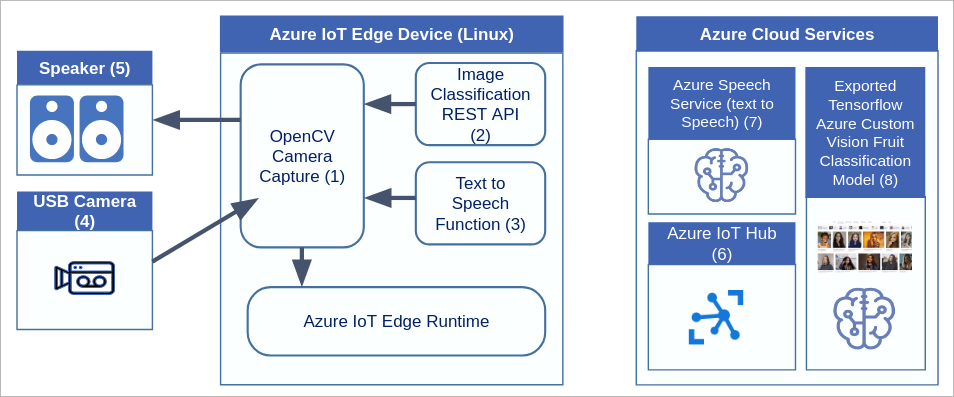 Speaker (5)
USB Camera
(4)
Azure IoT Edge Device (Linux)
OpenCV
Camera
Capture (1)
Image
Classification
REST API
(2)
Text to
Speech
Function (3)
Azure IoT Edge Runtime
Azure Cloud Services
Azure Speech
Service (text to
Speech) (7)
Azure IoT Hub
(6)
Exported
Tensorflow
Azure Custom
Vision Fruit
Classification
Model (8)